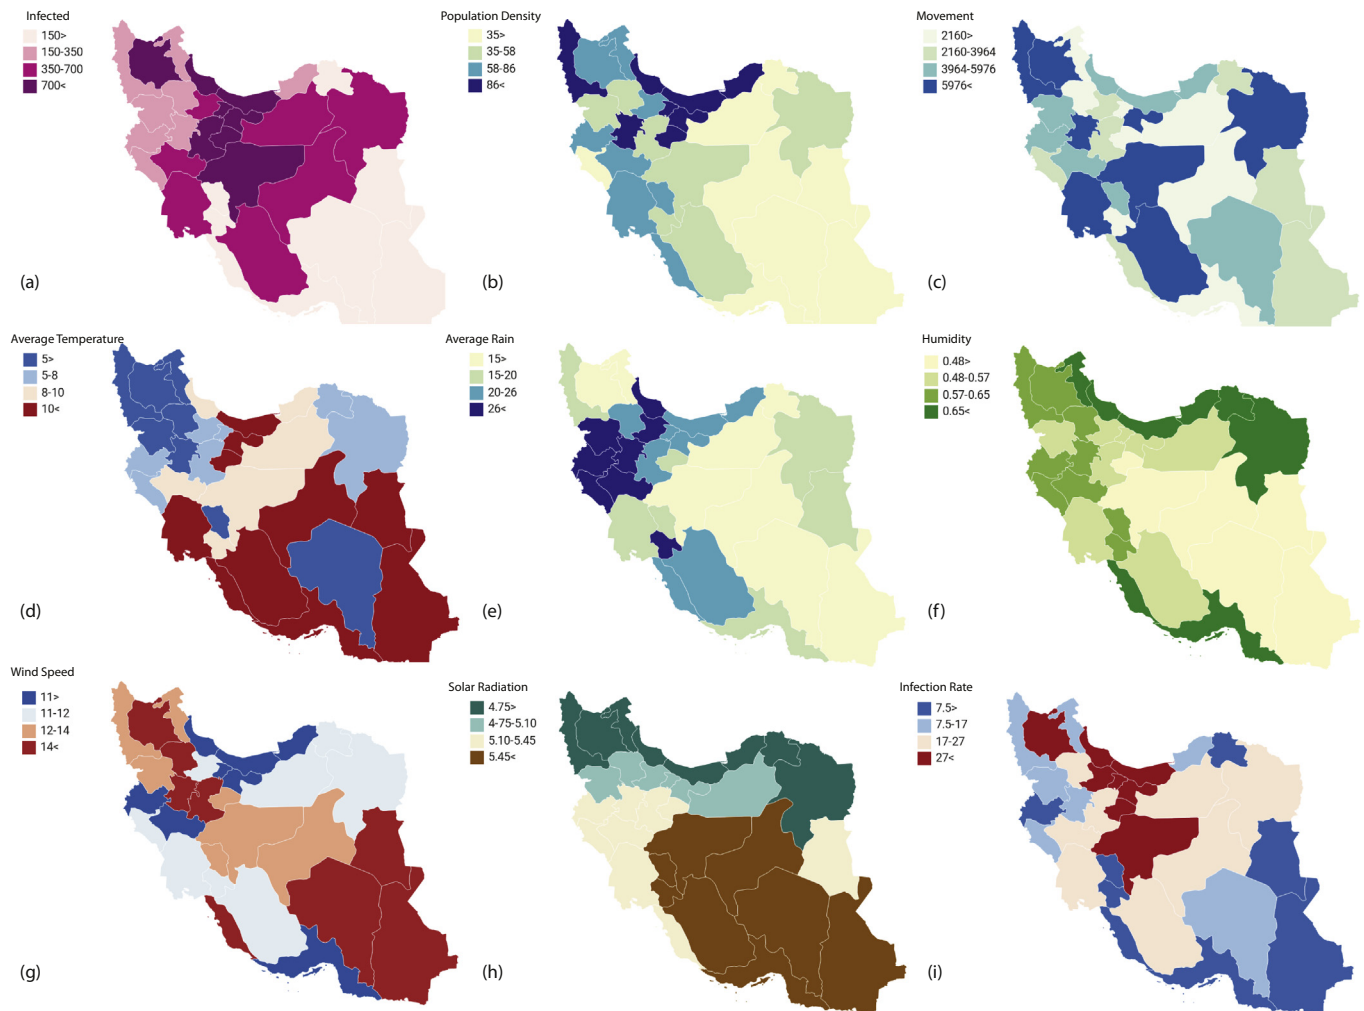 Infected
150>
150-350
350-700
700<
(a)
Population Density
35>
35-58
58-86
86<
(b)
Movement
2160>
2160-3964
3964-5976
5976<
(c)
Average Temperature
5>
5-8
8-10
10<
(d)
Average Rain
15>
15-20
20-26
26<
(e)
Humidity
0.48>
0.48-0.57
0.57-0.65
0.65<
(f)
Wind Speed
11>
11-12
12-14
14<
(g)
Solar Radiation
4.75>
4-75-5.10
5.10-5.45
5.45<
(h)
Infection Rate
7.5>
7.5-17
17-27
27<
(i)